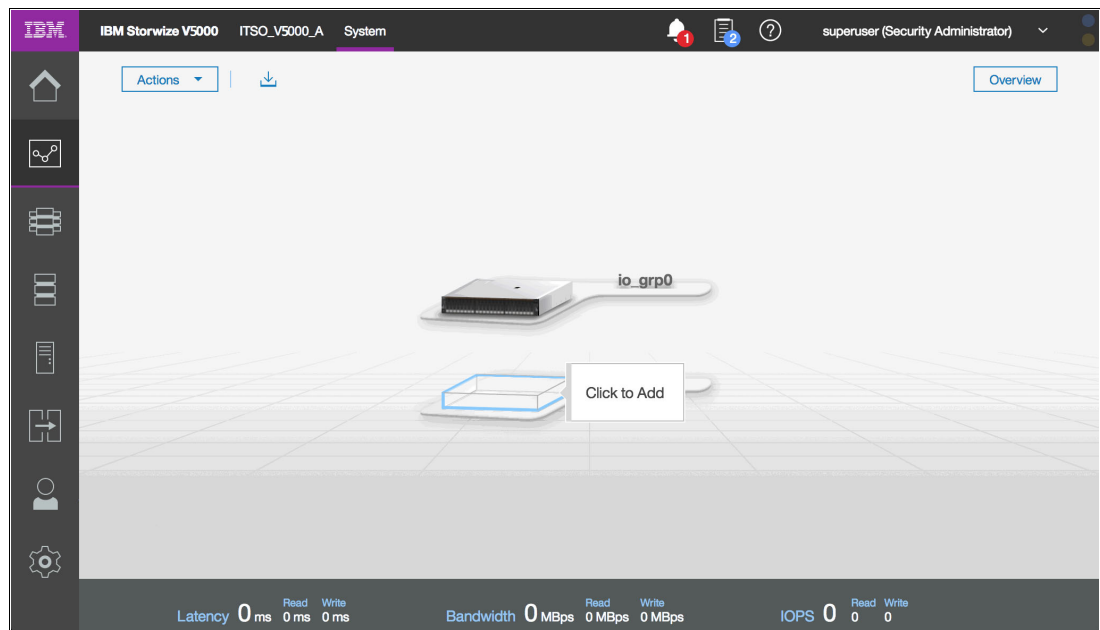 IBM IBM Storwize V5000 ITSO_V5000_A System 1 2 ? superuser (Security Administrator)
Actions Overview
io_grp0
Click to Add
Latency 0 ms Read 0 ms Write 0 ms Bandwidth 0 MBps Read 0 MBps Write 0 MBps IOPS 0 Read 0 Write 0